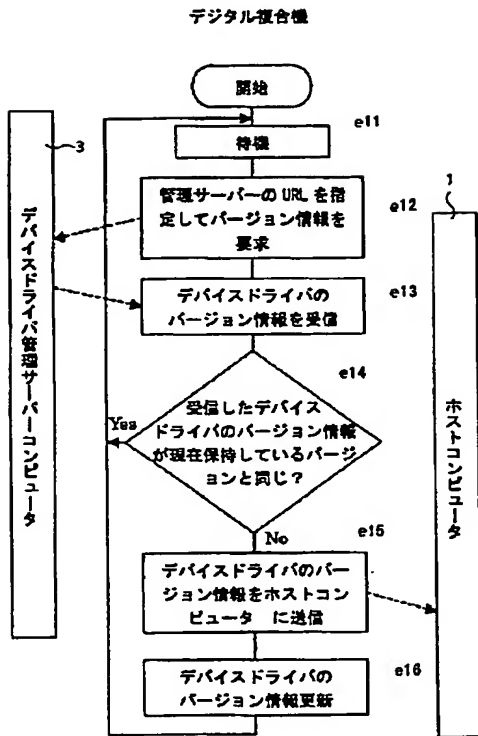 デジタル複合機
開始
e11
待機
3
1
e12
管理サーバーの URL を指
定してバージョン情報を
要求
e13
デバイスドライバの
バージョン情報を受信
e14
受信したデバイス
ドライバのバージョン情報
が現在保持しているバージ
ョンと同じ？
Yes
No
e15
デバイスドライバのバー
ジョン情報をホストコン
ピュータ に送信
e16
デバイスドライバの
バージョン情報更新
デバイスドライバ管理サーバーコンピュータ
ホストコンピュータ